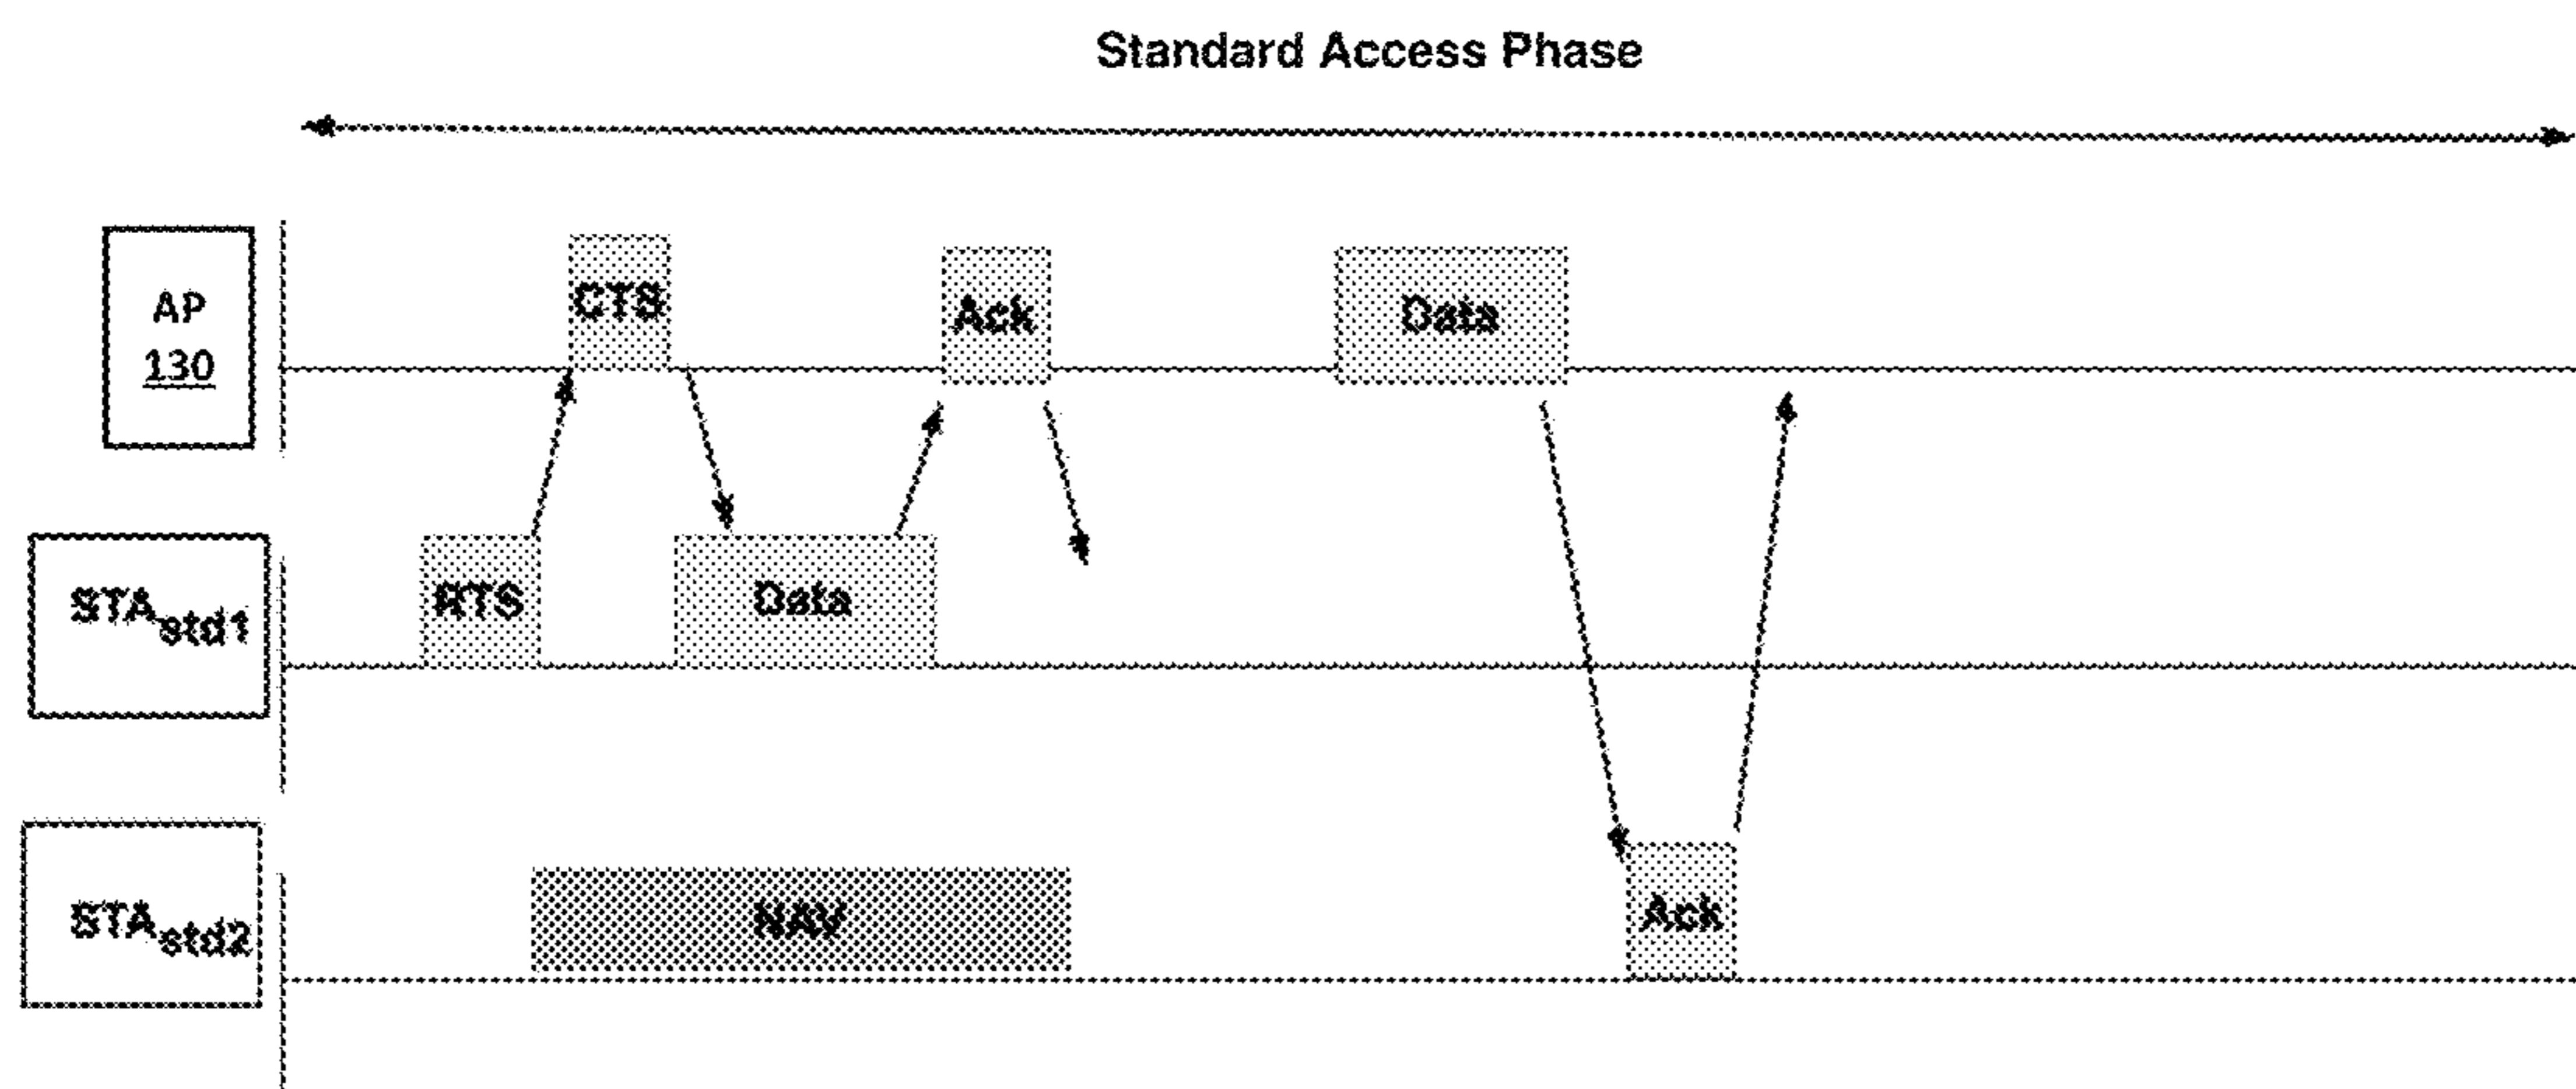 Standard Access Phase
AP
130
CTS
Ack
Data
STAstd1
RTS
Data
STAstd2
NAV
Ack